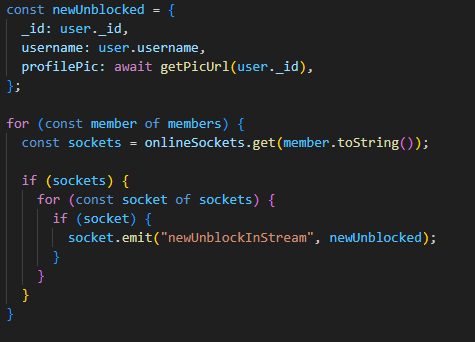 const newUnblocked = {
  _id: user._id,
  username: user.username,
  profilePic: await getPicUrl(user._id),
};

for (const member of members) {
  const sockets = onlineSockets.get(member.toString());

  if (sockets) {
    for (const socket of sockets) {
      if (socket) {
        socket.emit("newUnblockInStream", newUnblocked);
      }
    }
  }
}